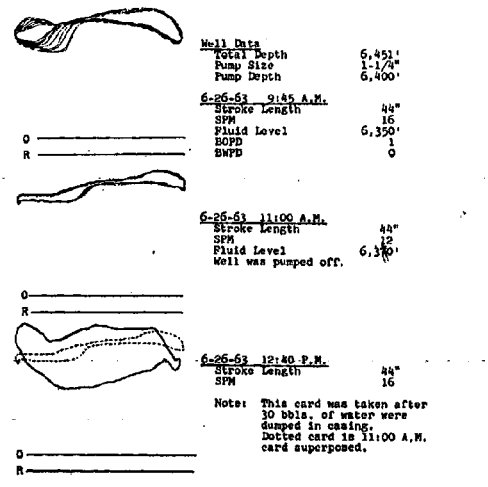 Well Data
Total Depth 6,451'
Pump Size 1-1/4"
Pump Depth 6,400'
6-26-63 9:45 A.M.
Stroke Length 44"
SPM 16
Fluid Level 6,350'
BOPD 1
BWPD 0
O
R
6-26-63 11:00 A.M.
Stroke Length 44"
SPM 12
Fluid Level
Well was pumped off.
O
R
6-26-63 12:40 P.M.
Stroke Length 44"
SPM 16
Note: This card was taken after
30 bbls. of water were
dumped in casing.
Dotted card is 11:00 A.M.
card superposed.
O
R